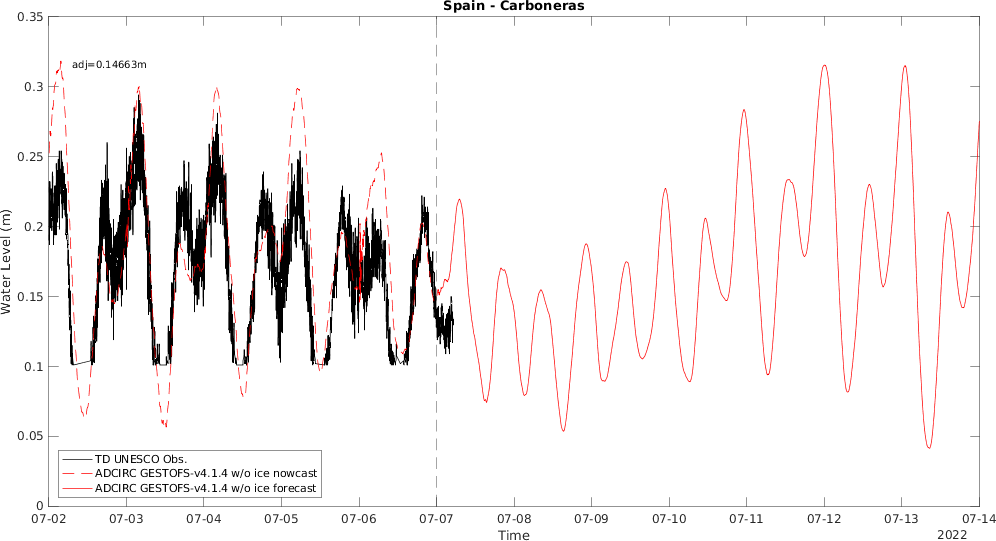 Spain - Carboneras
adj=0.14663m
0.35
0.3
0.25
0.2
0.15
0.1
0.05
0
Water Level (m)
TD UNESCO Obs.
ADCIRC GESTOFS-v4.1.4 w/o ice nowcast
ADCIRC GESTOFS-v4.1.4 w/o ice forecast
07-02 07-03 07-04 07-05 07-06 07-07 07-08 07-09 07-10 07-11 07-12 07-13 07-14
Time
2022